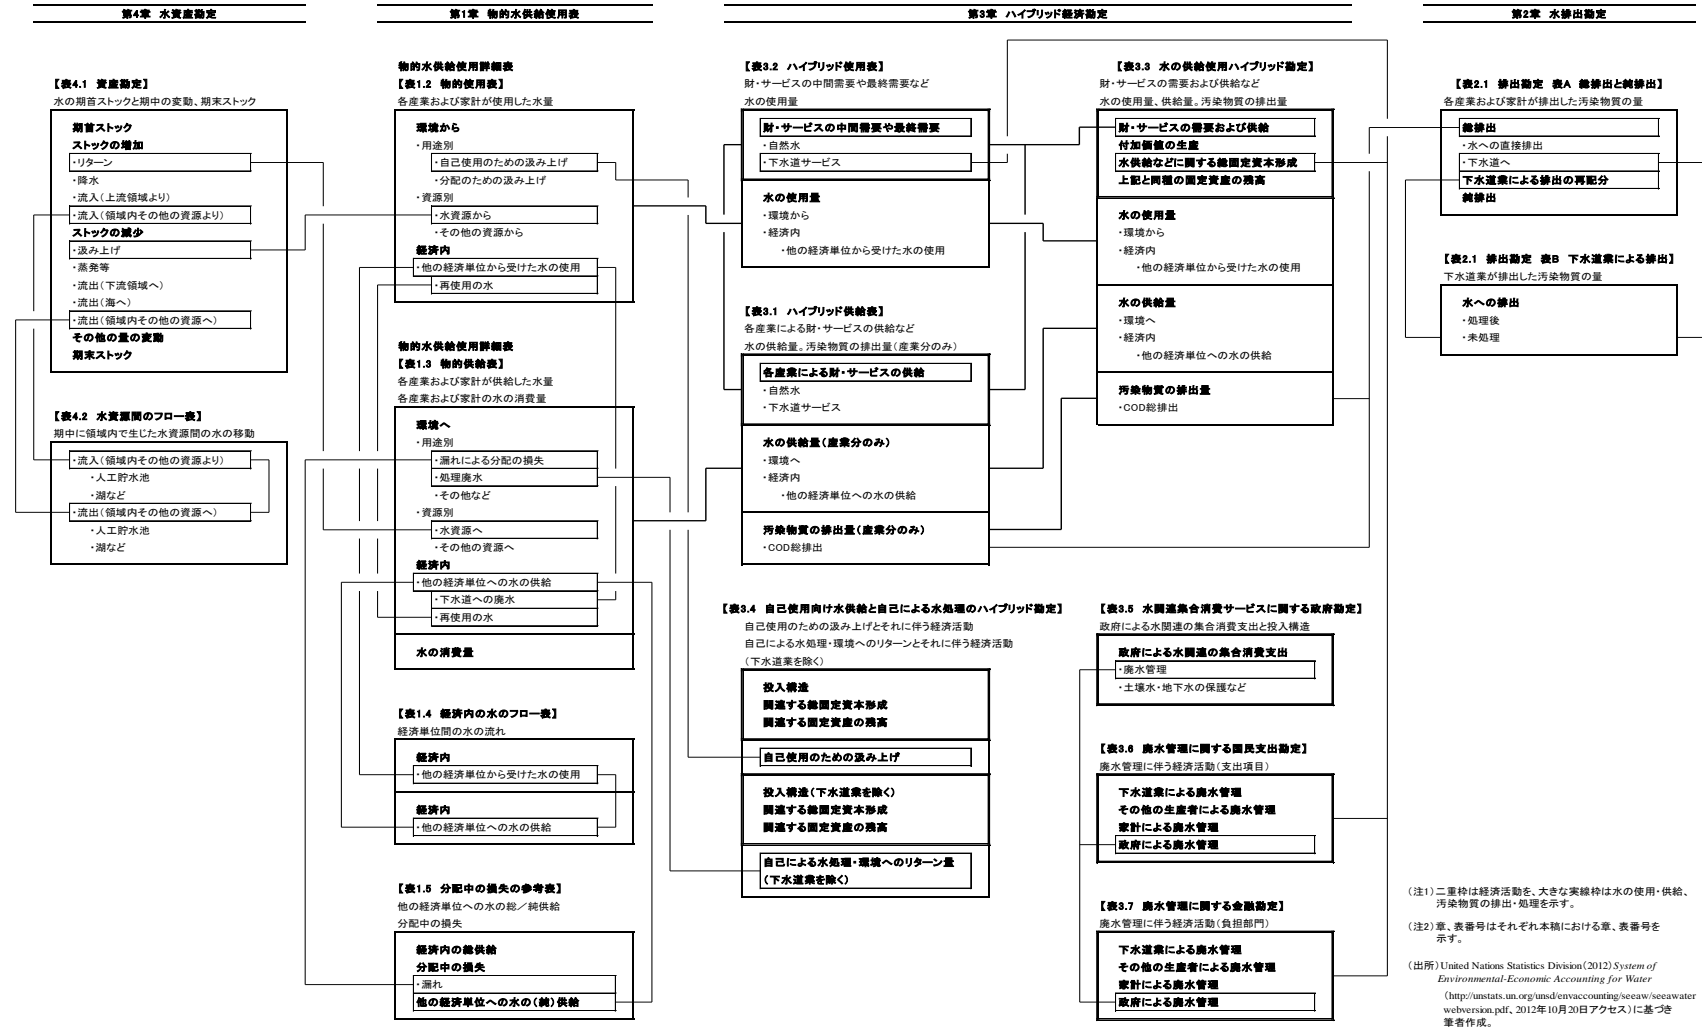 第4章 水資産勘定
【表4.1 資産勘定】
水の期首ストックと期中の変動、期末ストック
期首ストック
ストックの増加
・リターン
・降水
・流入(上流領域より)
・流入(領域内その他の資源より)
ストックの減少
・汲み上げ
・蒸発等
・流出(下流領域へ)
・流出(海へ)
・流出(領域内その他の資源へ)
その他の量の変動
期末ストック
【表4.2 水資源間のフロー表】
期中に領域内で生じた水資源間の水の移動
・流入(領域内その他の資源より)
・人工貯水池
・湖など
・流出(領域内その他の資源へ)
・人工貯水池
・湖など
第1章 物的水供給使用表
物的水供給使用詳細表
【表1.2 物的使用表】
各産業および家計が使用した水量
環境から
・用途別
・自己使用のための汲み上げ
・分配のための汲み上げ
・資源別
・水資源から
・その他の資源から
経済内
・他の経済単位から受けた水の使用
・再使用の水
物的水供給使用詳細表
【表1.3 物的供給表】
各産業および家計が供給した水量
各産業および家計の水の消費量
環境へ
・用途別
・漏れによる分配の損失
・処理廃水
・その他など
・資源別
・水資源へ
・その他の資源へ
経済内
・他の経済単位への水の供給
・下水道への廃水
・再使用の水
水の消費量
【表1.4 経済内の水のフロー表】
経済単位間の水の流れ
経済内
・他の経済単位から受けた水の使用
経済内
・他の経済単位への水の供給
【表1.5 分配中の損失の参考表】
他の経済単位への水の総/純供給
分配中の損失
経済内の総供給
分配中の損失
・漏れ
他の経済単位への水の(純)供給
第3章 ハイブリッド経済勘定
【表3.2 ハイブリッド使用表】
財・サービスの中間需要や最終需要など
水の使用量
財・サービスの中間需要や最終需要
・自然水
・下水道サービス
水の使用量
・環境から
・経済内
・他の経済単位から受けた水の使用
【表3.1 ハイブリッド供給表】
各産業による財・サービスの供給など
水の供給量。汚染物質の排出量(産業分のみ)
各産業による財・サービスの供給
・自然水
・下水道サービス
水の供給量(産業分のみ)
・環境へ
・経済内
・他の経済単位への水の供給
汚染物質の排出量(産業分のみ)
・COD総排出
【表3.4 自己使用向け水供給と自己による水処理のハイブリッド勘定】
自己使用のための汲み上げとそれに伴う経済活動
自己による水処理・環境へのリターンとそれに伴う経済活動
(下水道業を除く)
投入構造
関連する総固定資本形成
関連する固定資産の残高
自己使用のための汲み上げ
投入構造(下水道業を除く)
関連する総固定資本形成
関連する固定資産の残高
自己による水処理・環境へのリターン量
(下水道業を除く)
【表3.3 水の供給使用ハイブリッド勘定】
財・サービスの需要および供給など
水の使用量、供給量。汚染物質の排出量
財・サービスの需要および供給
付加価値の生産
水供給などに関する総固定資本形成
上記と同種の固定資産の残高
水の使用量
・環境から
・経済内
・他の経済単位から受けた水の使用
水の供給量
・環境へ
・経済内
・他の経済単位への水の供給
汚染物質の排出量
・COD総排出
【表3.5 水関連集合消費サービスに関する政府勘定】
政府による水関連の集合消費支出と投入構造
政府による水関連の集合消費支出
・廃水管理
・土壌水・地下水の保護など
【表3.6 廃水管理に関する国民支出勘定】
廃水管理に伴う経済活動(支出項目)
下水道業による廃水管理
その他の生産者による廃水管理
家計による廃水管理
政府による廃水管理
【表3.7 廃水管理に関する金融勘定】
廃水管理に伴う経済活動(負担部門)
下水道業による廃水管理
その他の生産者による廃水管理
家計による廃水管理
政府による廃水管理
第2章 水排出勘定
【表2.1 排出勘定 表A 総排出と純排出】
各産業および家計が排出した汚染物質の量
総排出
・水への直接排出
・下水道へ
下水道業による排出の再配分
純排出
【表2.1 排出勘定 表B 下水道業による排出】
下水道業が排出した汚染物質の量
水への排出
・処理後
・未処理
(注1)二重枠は経済活動を、大きな実線枠は水の使用・供給、
汚染物質の排出・処理を示す。
(注2)章、表番号はそれぞれ本稿における章、表番号を
示す。
(出所)United Nations Statistics Division(2012)System of
Environmental-Economic Accounting for Water
(http://unstats.un.org/unsd/envaccounting/seeaw/seeawater
webversion.pdf、2012年10月20日アクセス)に基づき
筆者作成。